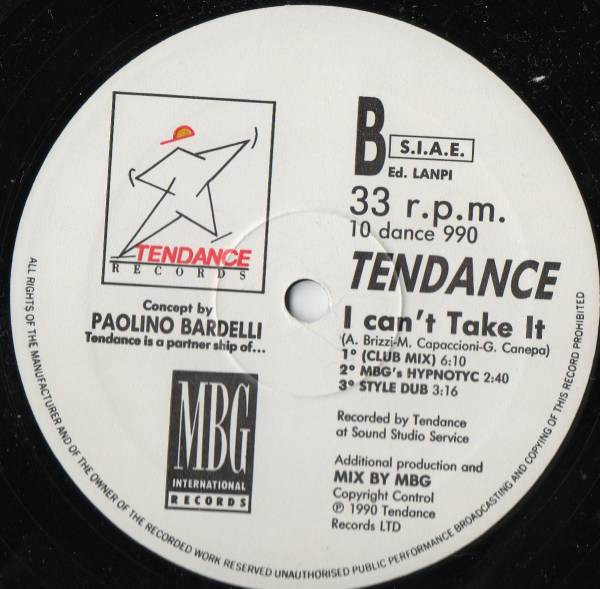 TENDANCE
RECORDS
Concept by
PAOLINO BARDELLI
Tendance is a partner ship of...
MBG
INTERNATIONAL
RECORDS
B
S.I.A.E.
Ed. LANPI
33 r.p.m.
10 dance 990
TENDANCE
I can't Take It
(A. Brizzi-M. Capaccioni-G. Canepa)
1º (CLUB MIX) 6:10
2º MBG's HYPNOTYC 2:40
3º STYLE DUB 3:16
Recorded by Tendance
at Sound Studio Service
Additional production and
MIX BY MBG
Copyright Control
℗ 1990 Tendance
Records LTD
ALL RIGHTS OF THE MANUFACTURER AND OF THE OWNER OF THE RECORDED WORK RESERVED UNAUTHORISED PUBLIC PERFORMANCE BROADCASTING AND COPYING OF THIS RECORD PROHIBITED